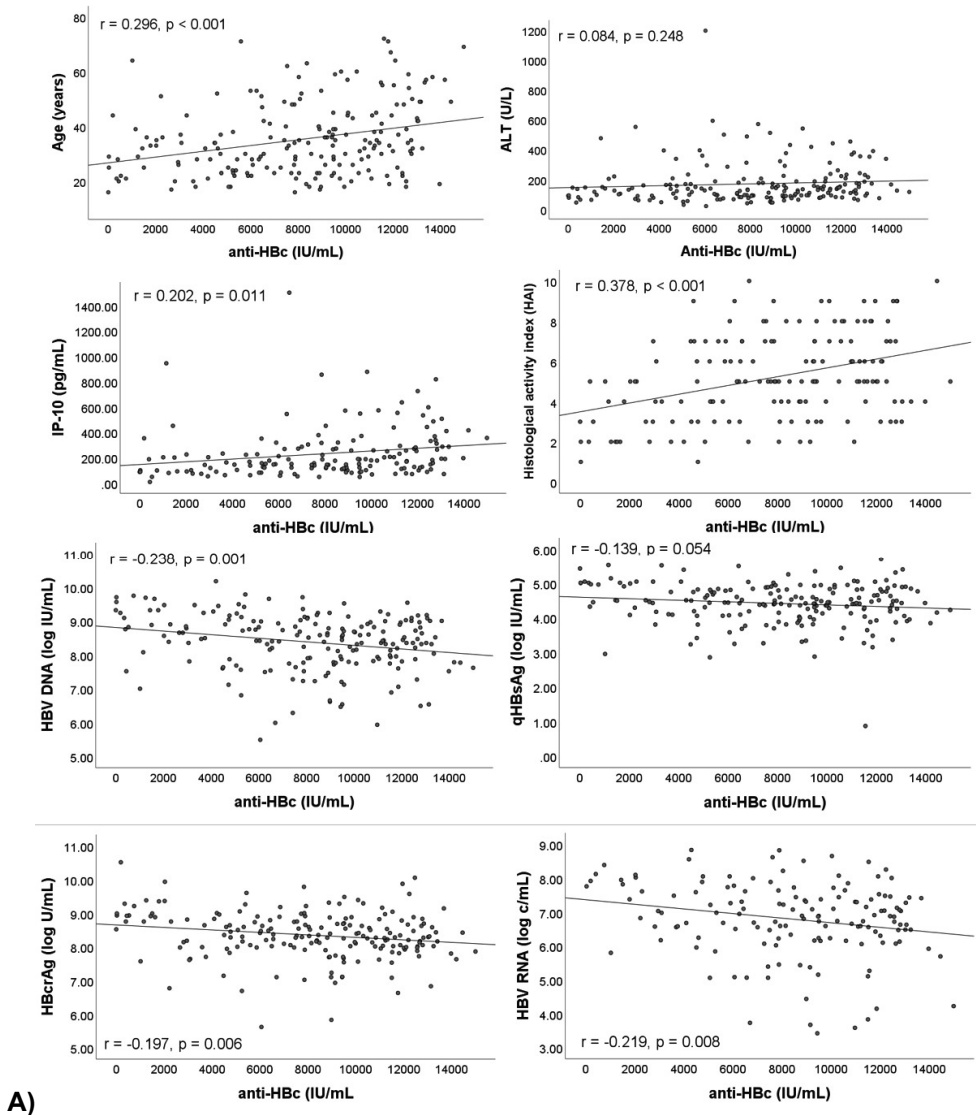 r = 0.296, p < 0.001
Age (years)
80
60
40
20
0 2000 4000 6000 8000 10000 12000 14000
anti-HBc (IU/mL)
r = 0.084, p = 0.248
ALT (U/L)
1200
1000
800
600
400
200
0
0 2000 4000 6000 8000 10000 12000 14000
Anti-HBc (IU/mL)
r = 0.202, p = 0.011
IP-10 (pg/mL)
1400.00
1200.00
1000.00
800.00
600.00
400.00
200.00
.00
0 2000 4000 6000 8000 10000 12000 14000
anti-HBc (IU/mL)
r = 0.378, p < 0.001
Histological activity index (HAI)
10
8
6
4
2
0
0 2000 4000 6000 8000 10000 12000 14000
anti-HBc (IU/mL)
r = -0.238, p = 0.001
HBV DNA (log IU/mL)
11.00
10.00
9.00
8.00
7.00
6.00
5.00
0 2000 4000 6000 8000 10000 12000 14000
anti-HBc (IU/mL)
r = -0.139, p = 0.054
qHBsAg (log IU/mL)
6.00
5.00
4.00
3.00
2.00
1.00
.00
0 2000 4000 6000 8000 10000 12000 14000
anti-HBc (IU/mL)
HBcrAg (log U/mL)
11.00
10.00
9.00
8.00
7.00
6.00
5.00
r = -0.197, p = 0.006
0 2000 4000 6000 8000 10000 12000 14000
anti-HBc (IU/mL
HBV RNA (log c/mL)
9.00
8.00
7.00
6.00
5.00
4.00
3.00
r = -0.219, p = 0.008
0 2000 4000 6000 8000 10000 12000 14000
anti-HBc (IU/mL)
A)